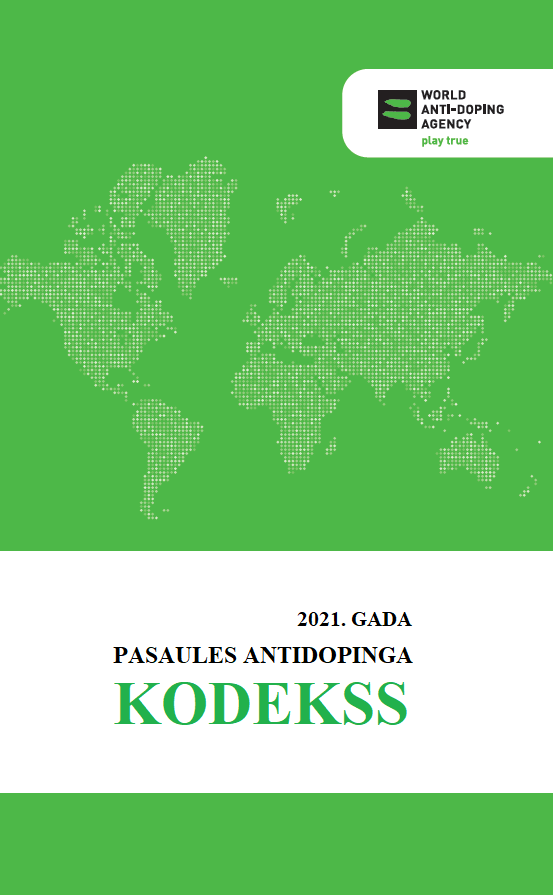 WORLD
ANTI-DOPING
AGENCY
play true
2021. GADA
PASAULES ANTIDOPINGA
KODEKSS